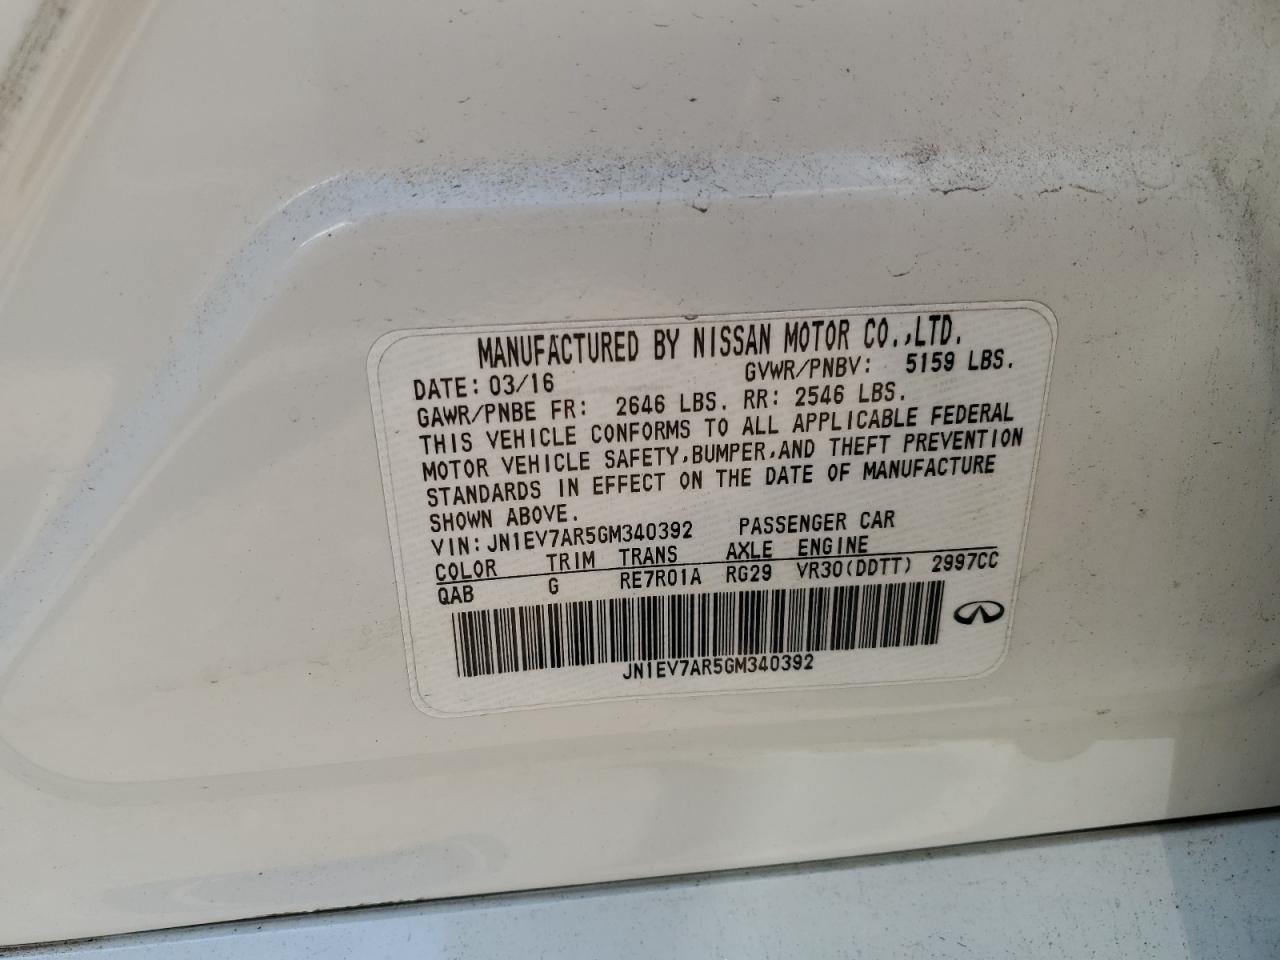 MANUFACTURED BY NISSAN MOTOR CO.,LTD.
DATE: 03/16 GVWR/PNBV: 5159 LBS.
GAWR/PNBE FR: 2646 LBS. RR: 2546 LBS.
THIS VEHICLE CONFORMS TO ALL APPLICABLE FEDERAL
MOTOR VEHICLE SAFETY,BUMPER,AND THEFT PREVENTION
STANDARDS IN EFFECT ON THE DATE OF MANUFACTURE
SHOWN ABOVE.
VIN:JN1EV7AR5GM340392 PASSENGER CAR
COLOR TRIM TRANS AXLE ENGINE
QAB G RE7R01A RG29 VR30(DDTT) 2997CC
JN1EV7AR5GM340392